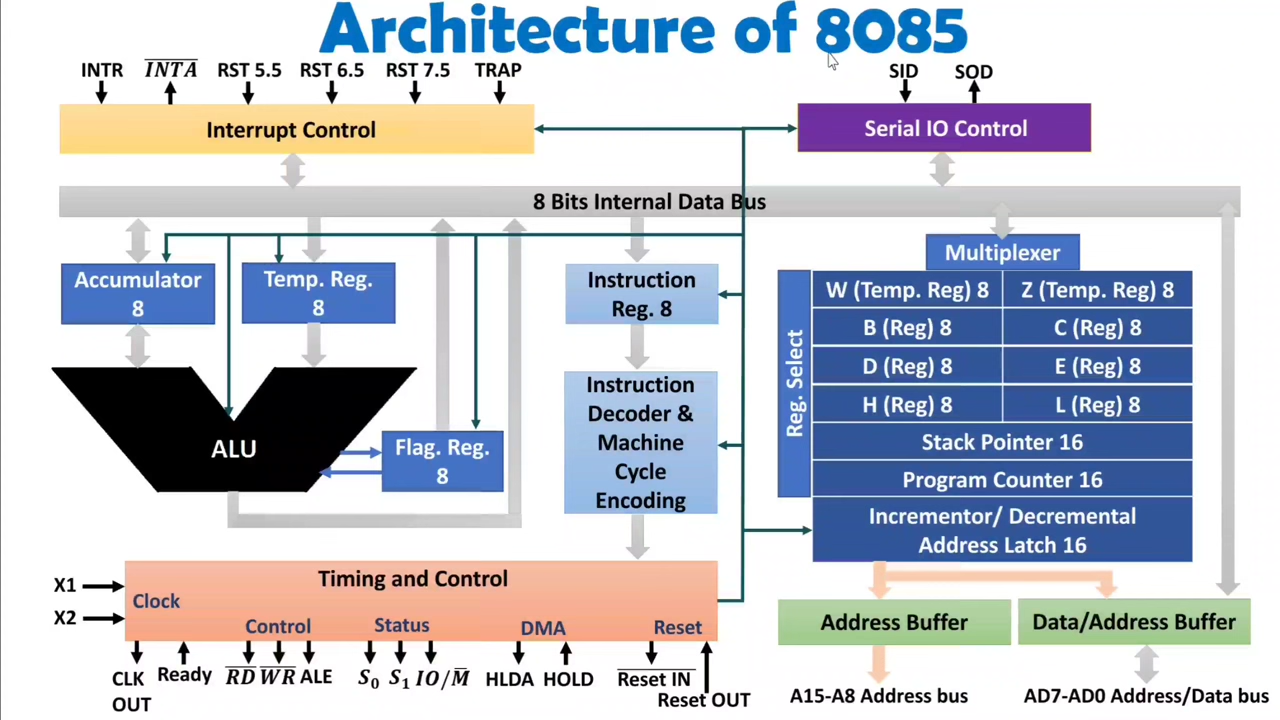 Architecture of 8085
INTR
I̅N̅T̅A̅
RST 5.5
RST 6.5
RST 7.5
TRAP
SID
SOD
Interrupt Control
Serial IO Control
8 Bits Internal Data Bus
Accumulator
8
Temp. Reg.
8
Instruction
Reg. 8
Multiplexer
Reg. Select
W (Temp. Reg) 8
Z (Temp. Reg) 8
B (Reg) 8
C (Reg) 8
D (Reg) 8
E (Reg) 8
H (Reg) 8
L (Reg) 8
Stack Pointer 16
Program Counter 16
Incrementor/ Decremental
Address Latch 16
ALU
Flag. Reg.
8
Instruction
Decoder &
Machine
Cycle
Encoding
Timing and Control
X1
X2
Clock
Control
Status
DMA
Reset
CLK
OUT
Ready
R̅D̅
W̅R̅
ALE
S₀
S₁
IO/M̅
HLDA
HOLD
R̅e̅s̅e̅t̅ I̅N̅
Reset OUT
Address Buffer
Data/Address Buffer
A15-A8 Address bus
AD7-AD0 Address/Data bus